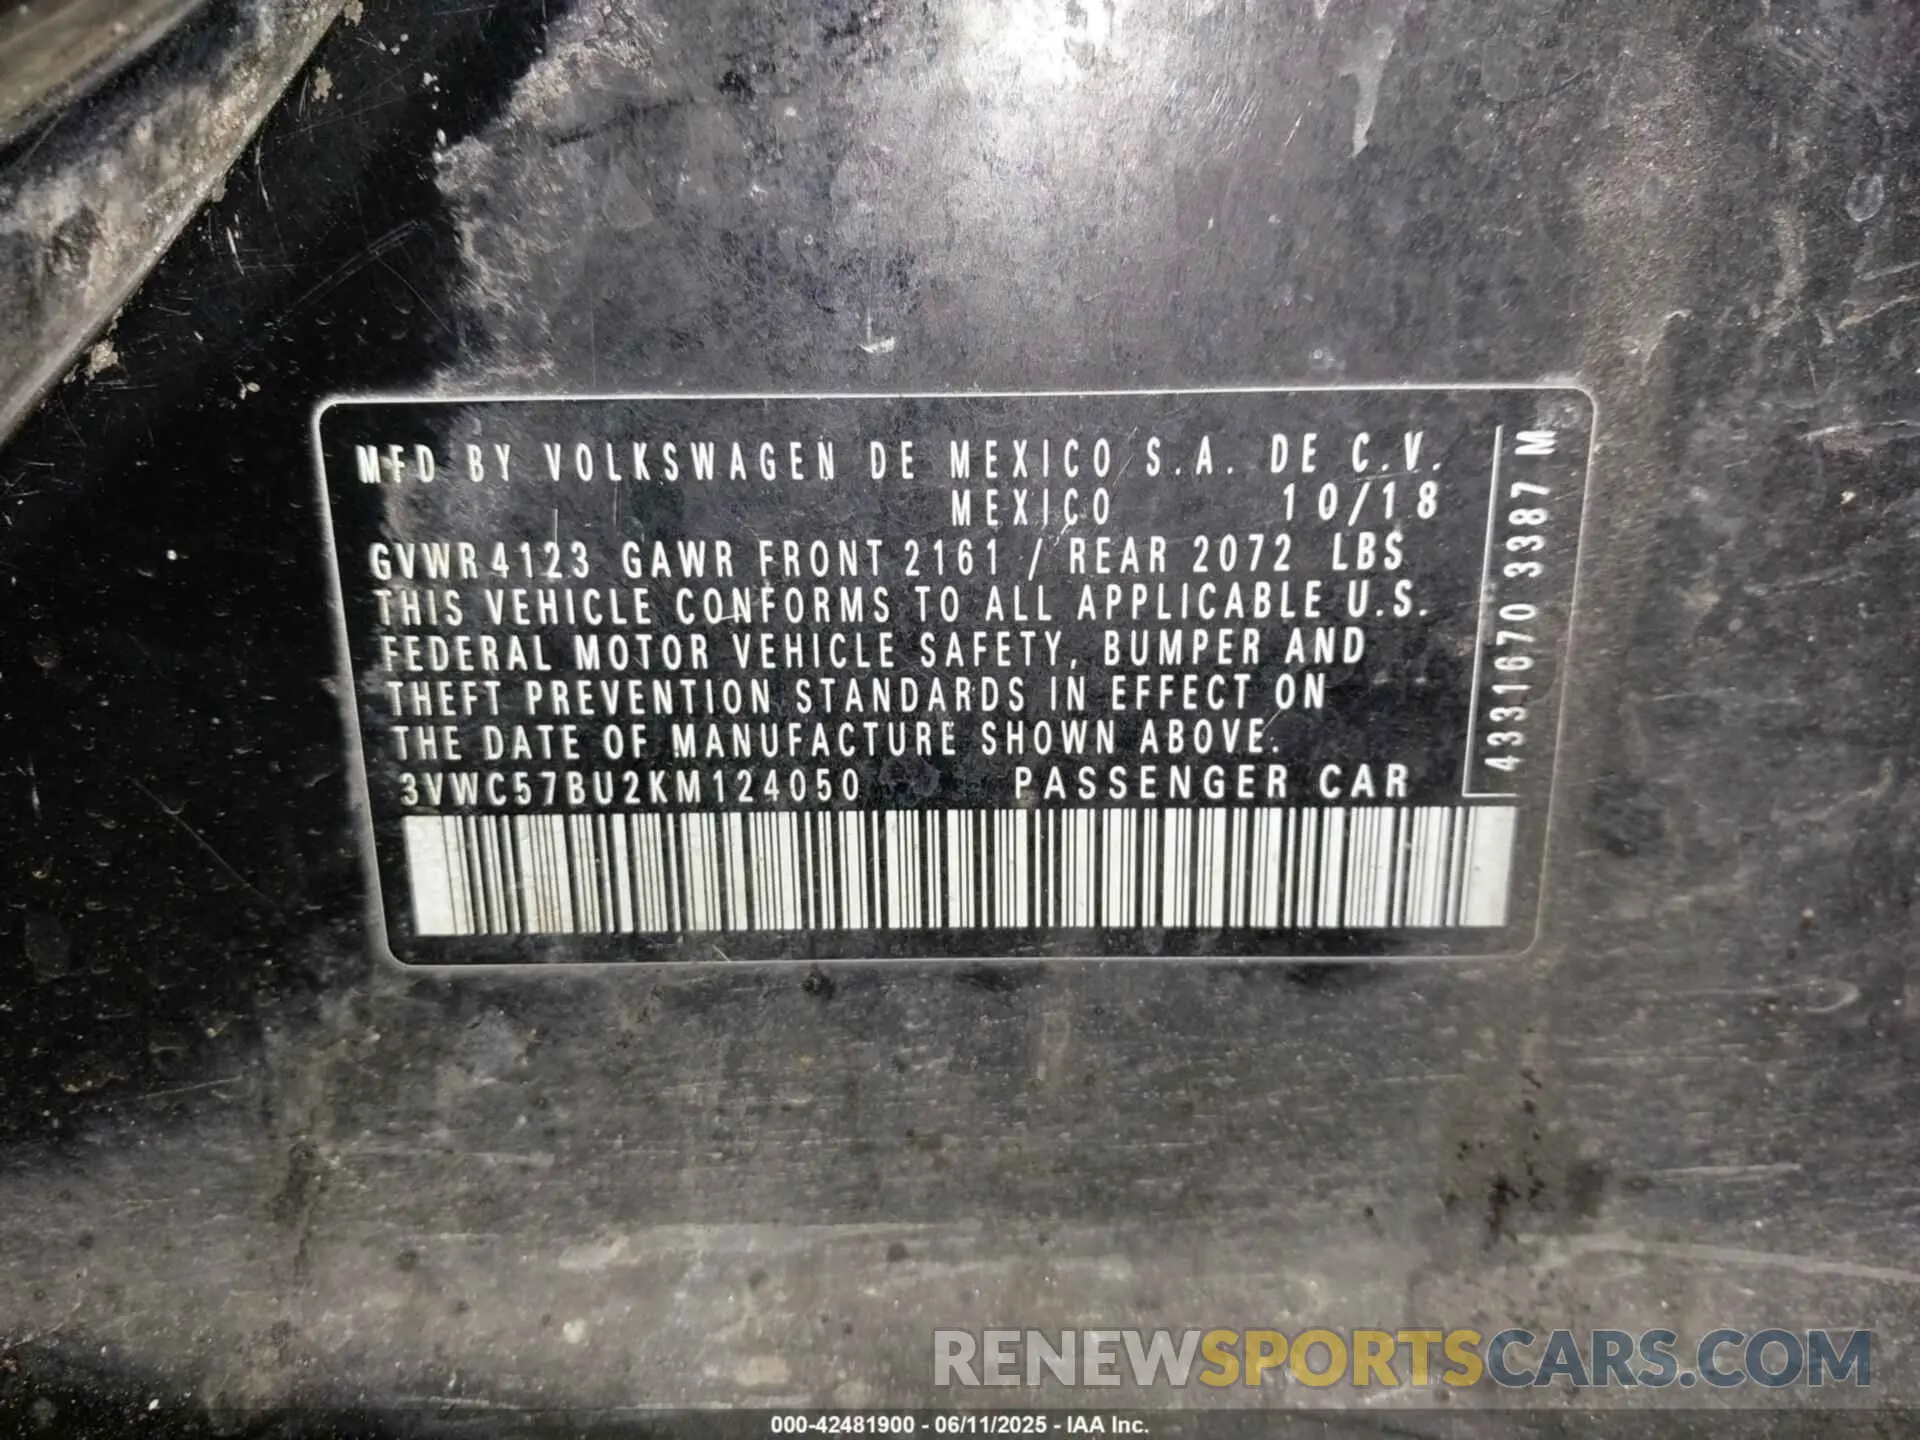 MFD BY VOLKSWAGEN DE MEXICO S.A. DE C.V.
MEXICO 10/18
GVWR 4123 GAWR FRONT 2161 / REAR 2072 LBS
THIS VEHICLE CONFORMS TO ALL APPLICABLE U.S.
FEDERAL MOTOR VEHICLE SAFETY, BUMPER AND
THEFT PREVENTION STANDARDS IN EFFECT ON
THE DATE OF MANUFACTURE SHOWN ABOVE.
3VWC57BU2KM124050 PASSENGER CAR
4331670 3387 M
RENEWSPORTSCARS.COM
000-42481900 - 06/11/2025 - IAA Inc.